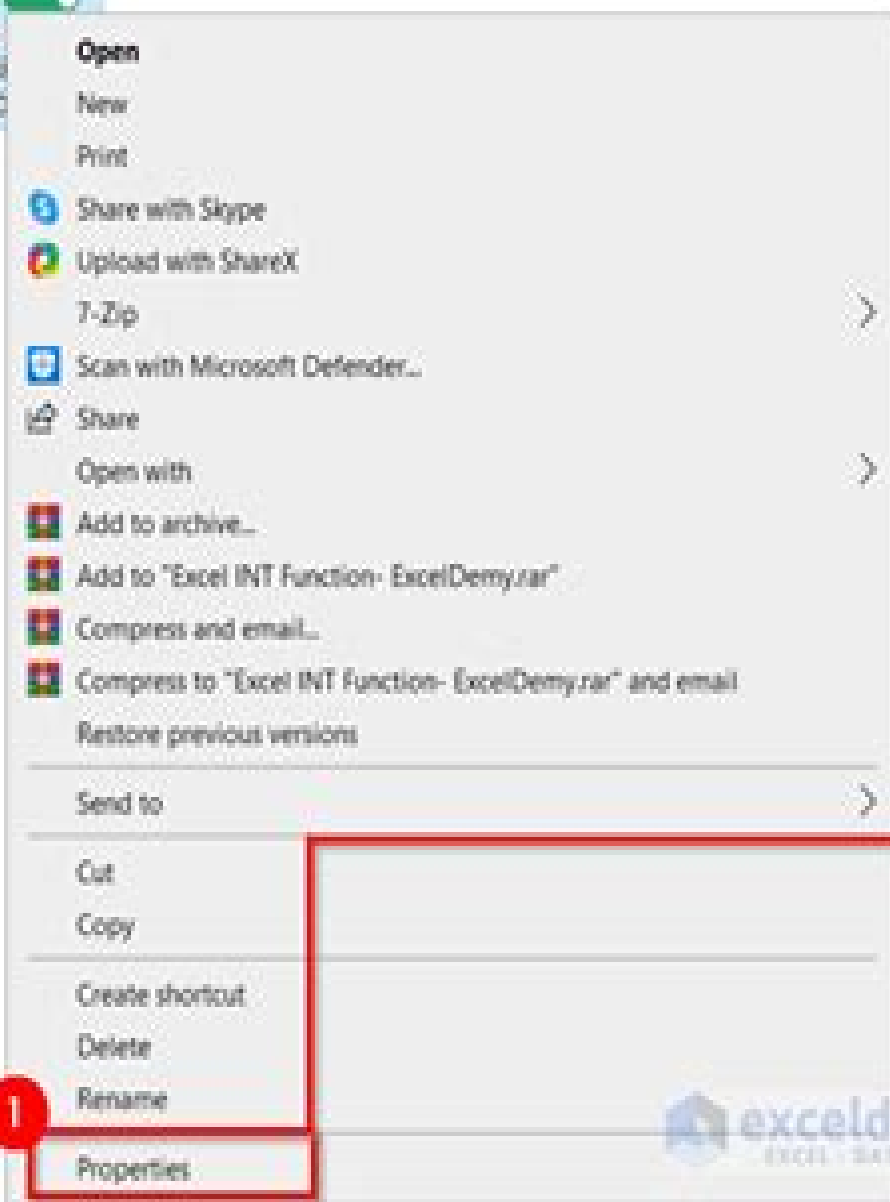 Open
New
Print
Share with Skype
Upload with ShareX
7-Zip
Scan with Microsoft Defender...
Share
Open with
Add to archive...
Add to "Excel INT Function- ExcelDemy.rar"
Compress and email...
Compress to "Excel INT Function- ExcelDemy.rar" and email
Restore previous versions
Send to
Cut
Copy
Create shortcut
Delete
Rename
1
Properties
exceld
EXCEL - DA